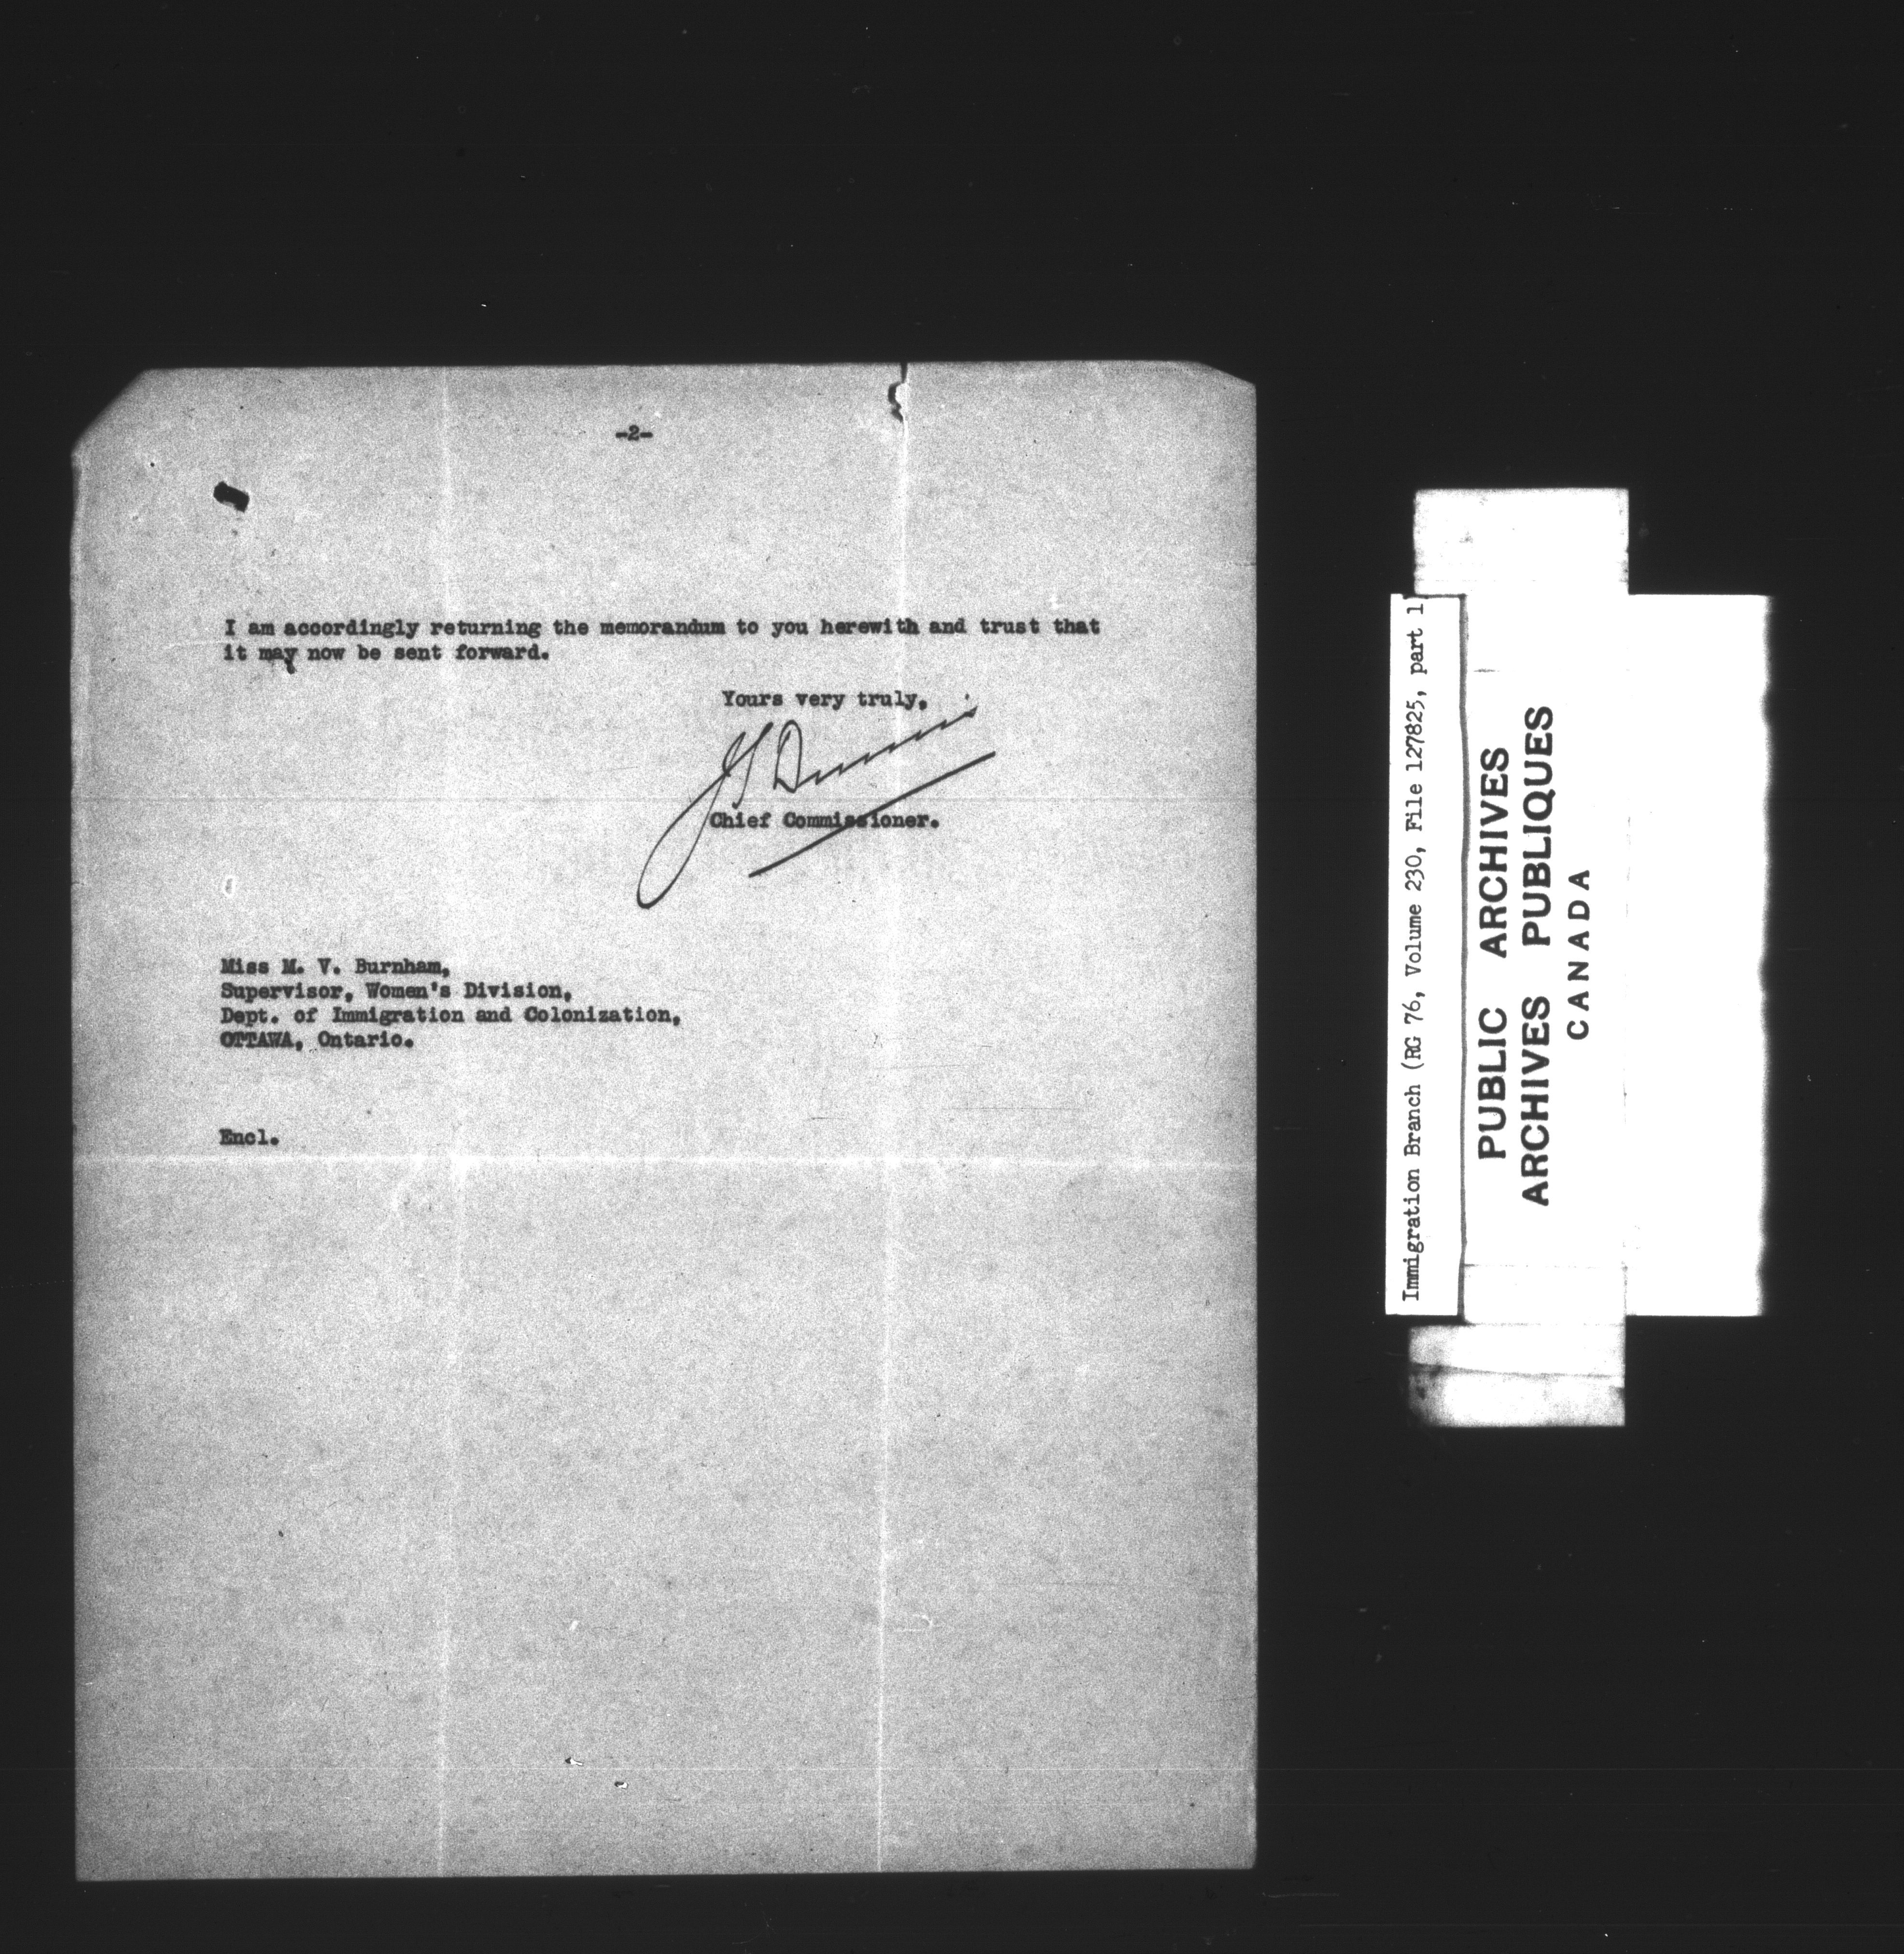 -2-
I am accordingly returning the memorandum to you herewith and trust that
it may now be sent forward.
Yours very truly,
Chief Commissioner.
Miss M. V. Burnham,
Supervisor, Women's Division,
Dept. of Immigration and Colonization,
OTTAWA, Ontario.
Encl.
Immigration Branch (RG 76, Volume 230, File 127825, part 1
PUBLIC ARCHIVES
ARCHIVES PUBLIQUES
CANADA